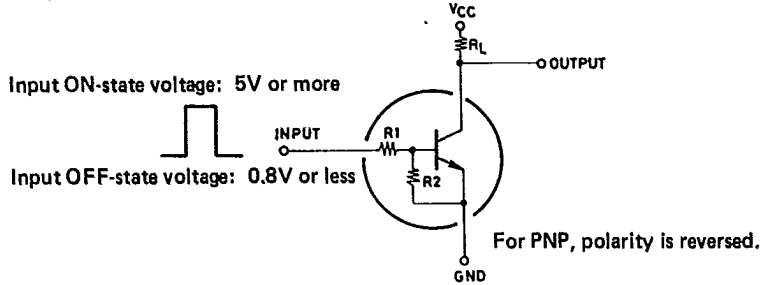 VCC
RL
OUTPUT
Input ON-state voltage: 5V or more
INPUT
R1
R2
Input OFF-state voltage: 0.8V or less
For PNP, polarity is reversed.
GND